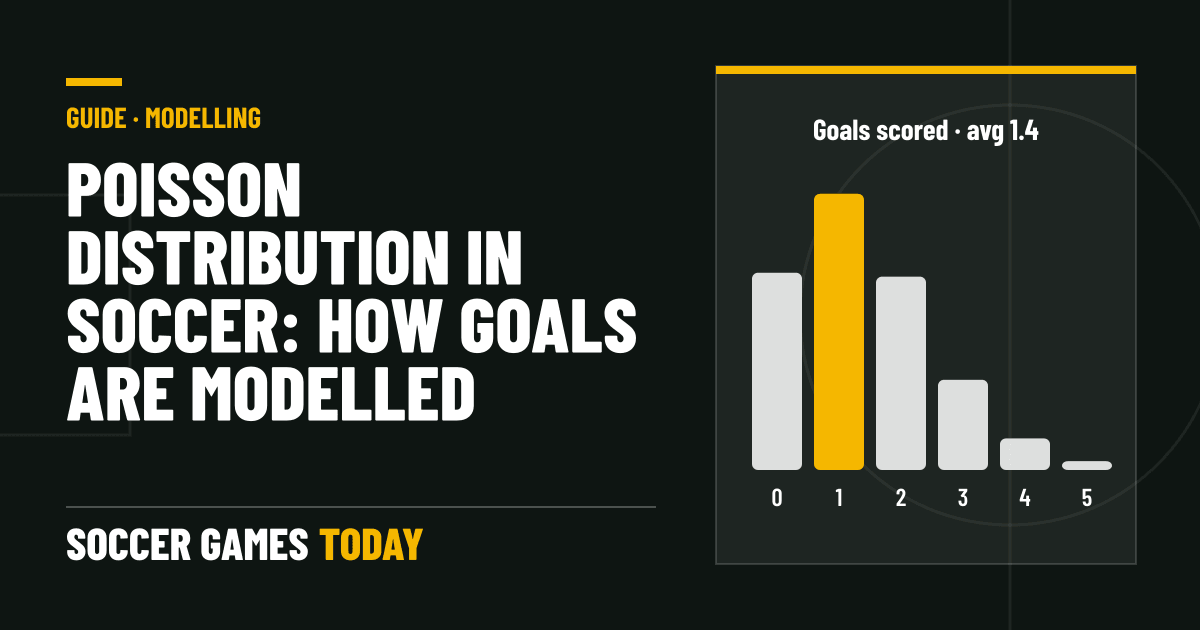 GUIDE · MODELLING
POISSON
DISTRIBUTION IN
SOCCER: HOW GOALS
ARE MODELLED
SOCCER GAMES TODAY
Goals scored · avg 1.4
0 1 2 3 4 5